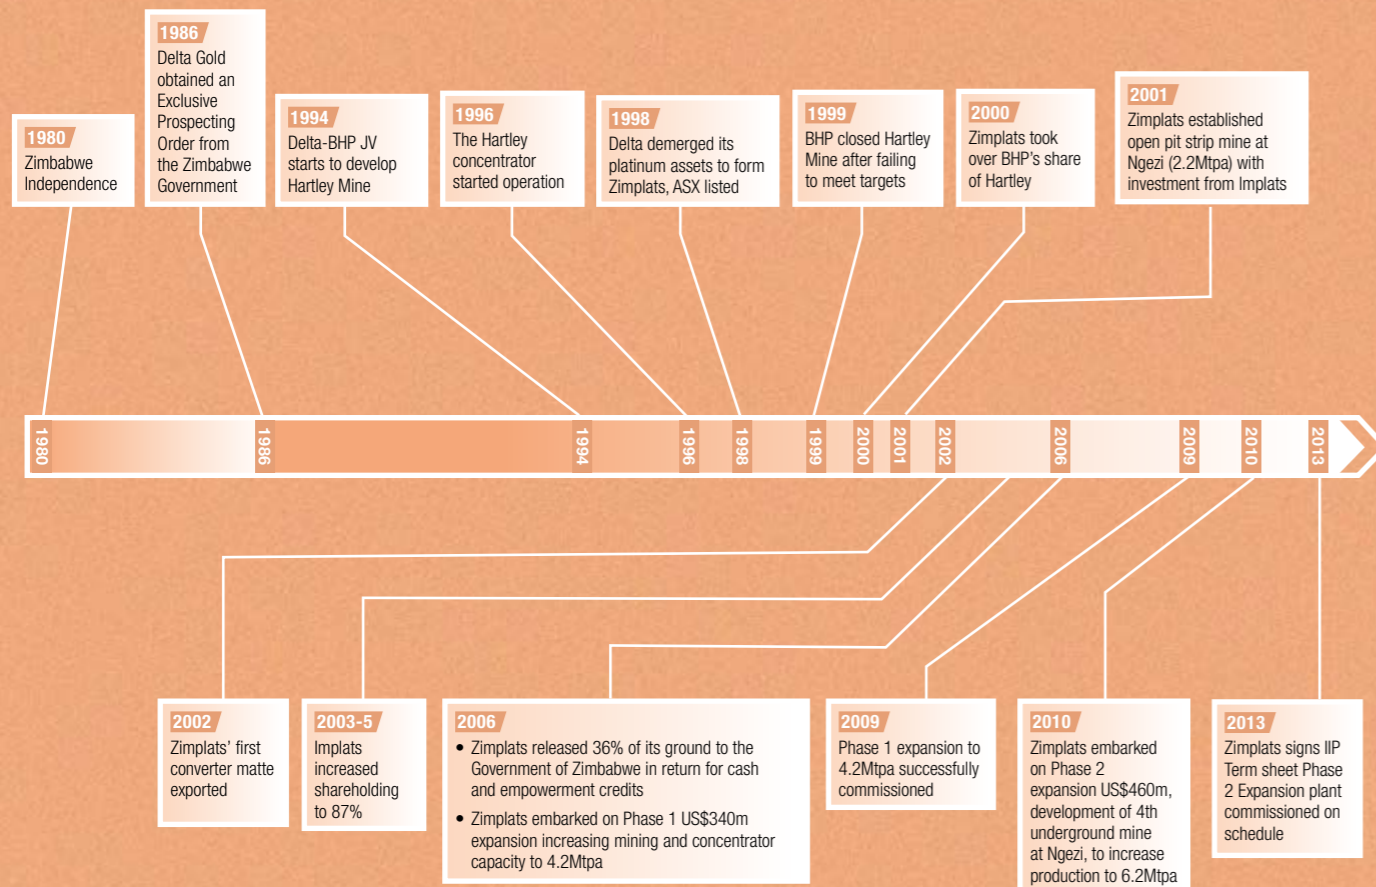 1980
Zimbabwe
Independence
1986
Delta Gold
obtained an
Exclusive
Prospecting
Order from
the Zimbabwe
Government
1994
Delta-BHP JV
starts to develop
Hartley Mine
1996
The Hartley
concentrator
started operation
1998
Delta demerged its
platinum assets to form
Zimplats, ASX listed
1999
BHP closed Hartley
Mine after failing
to meet targets
2000
Zimplats took
over BHP's share
of Hartley
2001
Zimplats established
open pit strip mine at
Ngezi (2.2Mtpa) with
investment from Implats
1980
1986
1994
1996
1998
1999
2000
2001
2002
2006
2009
2010
2013
2002
Zimplats' first
converter matte
exported
2003-5
Implats
increased
shareholding
to 87%
2006
• Zimplats released 36% of its ground to the
Government of Zimbabwe in return for cash
and empowerment credits
• Zimplats embarked on Phase 1 US$340m
expansion increasing mining and concentrator
capacity to 4.2Mtpa
2009
Phase 1 expansion to
4.2Mtpa successfully
commissioned
2010
Zimplats embarked
on Phase 2
expansion US$460m,
development of 4th
underground mine
at Ngezi, to increase
production to 6.2Mtpa
2013
Zimplats signs IIP
Term sheet Phase
2 Expansion plant
commissioned on
schedule